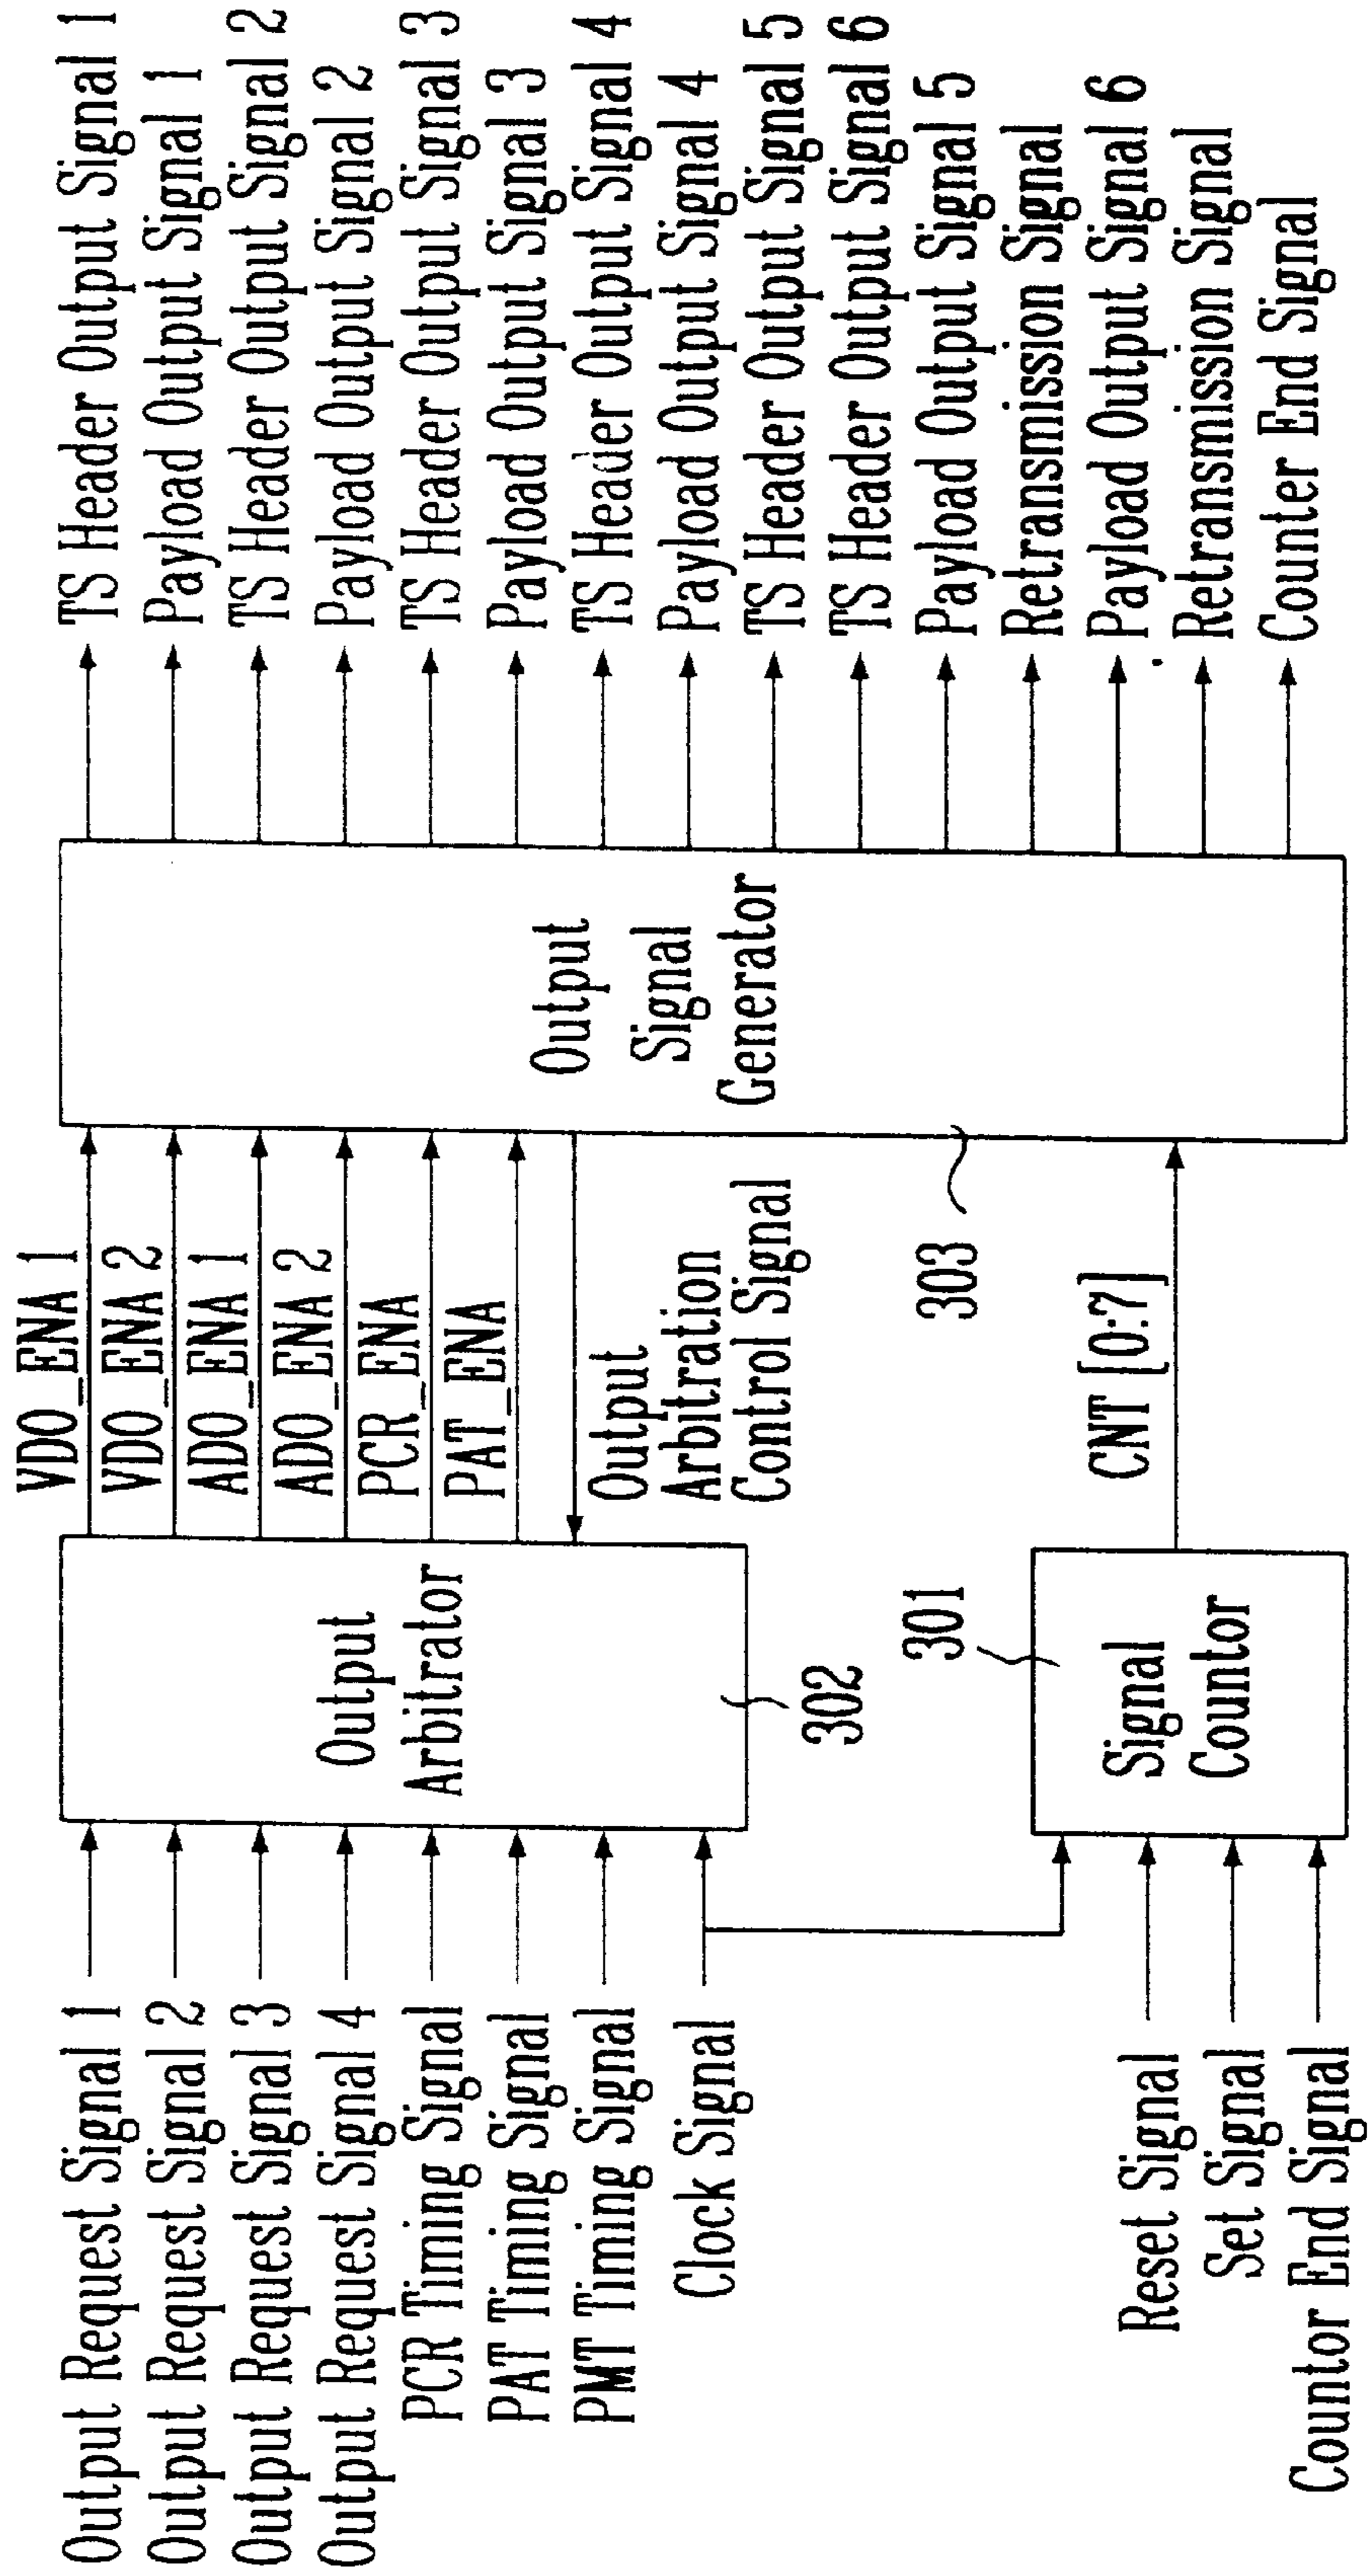 Output Request Signal 1
Output Request Signal 2
Output Request Signal 3
Output Request Signal 4
PCR Timing Signal
PAT Timing Signal
PMT Timing Signal
Clock Signal
Reset Signal
Set Signal
Countor End Signal
Output
Arbitrator
302
301
Signal
Countor
VDO_ENA 1
VDO_ENA 2
ADO_ENA 1
ADO_ENA 2
PCR_ENA
PAT_ENA
Output
Arbitration
Control Signal
303
CNT [0:7]
Output
Signal
Generator
TS Header Output Signal 1
Payload Output Signal 1
TS Header Output Signal 2
Payload Output Signal 2
TS Header Output Signal 3
Payload Output Signal 3
TS Header Output Signal 4
Payload Output Signal 4
TS Header Output Signal 5
TS Header Output Signal 6
Payload Output Signal 5
Retransmission Signal
Payload Output Signal 6
Retransmission Signal
Counter End Signal